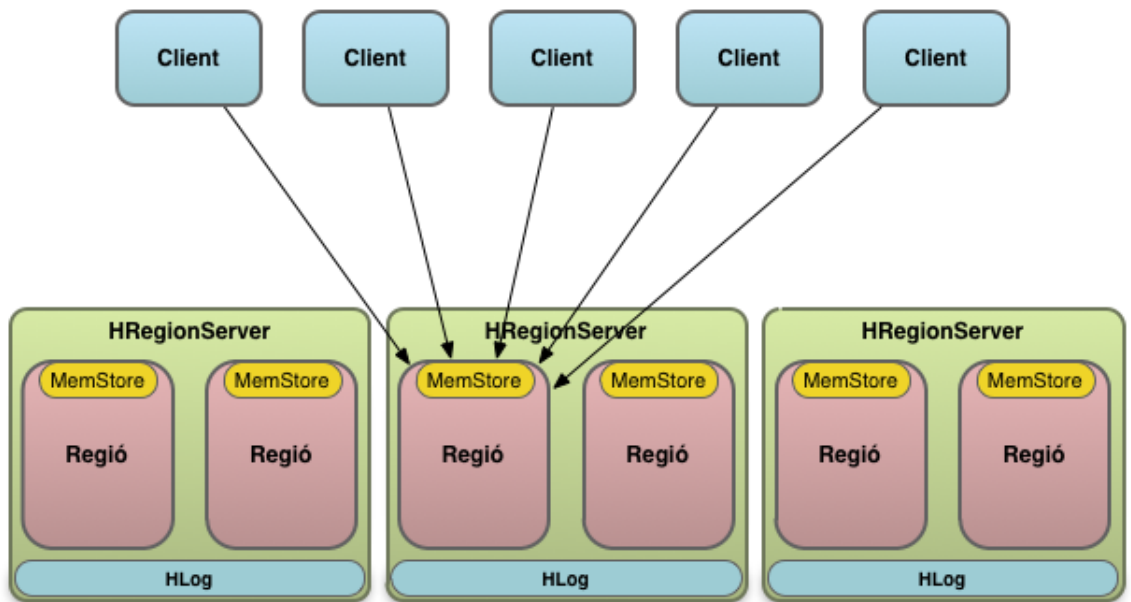 Client Client Client Client Client
HRegionServer HRegionServer HRegionServer
MemStore MemStore MemStore MemStore MemStore MemStore
Regió Regió Regió Regió Regió Regió
HLog HLog HLog